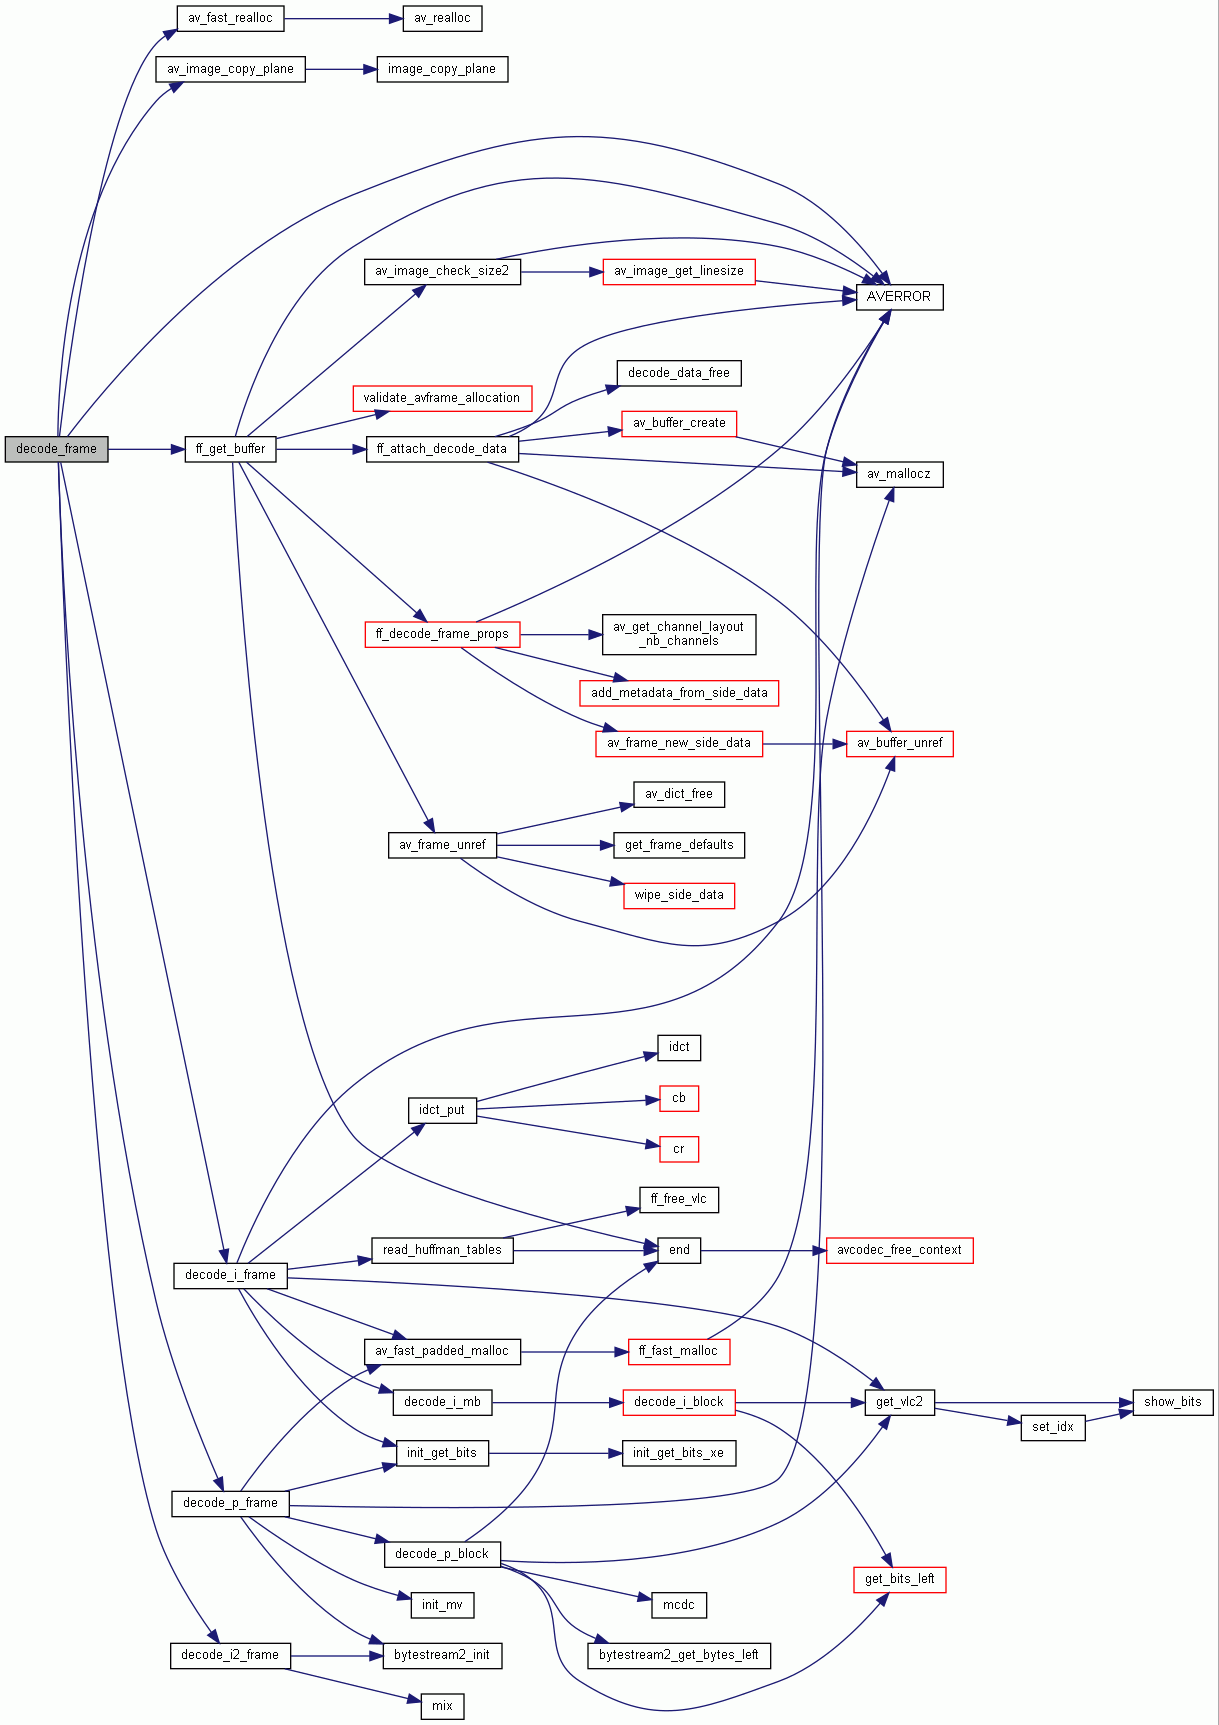 av_fast_realloc
av_realloc
av_image_copy_plane
image_copy_plane
av_image_check_size2
av_image_get_linesize
AVERROR
decode_data_free
validate_avframe_allocation
av_buffer_create
decode_frame
ff_get_buffer
ff_attach_decode_data
av_mallocz
ff_decode_frame_props
av_get_channel_layout
_nb_channels
add_metadata_from_side_data
av_frame_new_side_data
av_buffer_unref
av_dict_free
av_frame_unref
get_frame_defaults
wipe_side_data
idct
idct_put
cb
cr
ff_free_vlc
read_huffman_tables
end
avcodec_free_context
decode_i_frame
av_fast_padded_malloc
ff_fast_malloc
decode_i_mb
decode_i_block
get_vlc2
show_bits
set_idx
init_get_bits
init_get_bits_xe
decode_p_frame
decode_p_block
get_bits_left
init_mv
mcdc
decode_i2_frame
bytestream2_init
bytestream2_get_bytes_left
mix